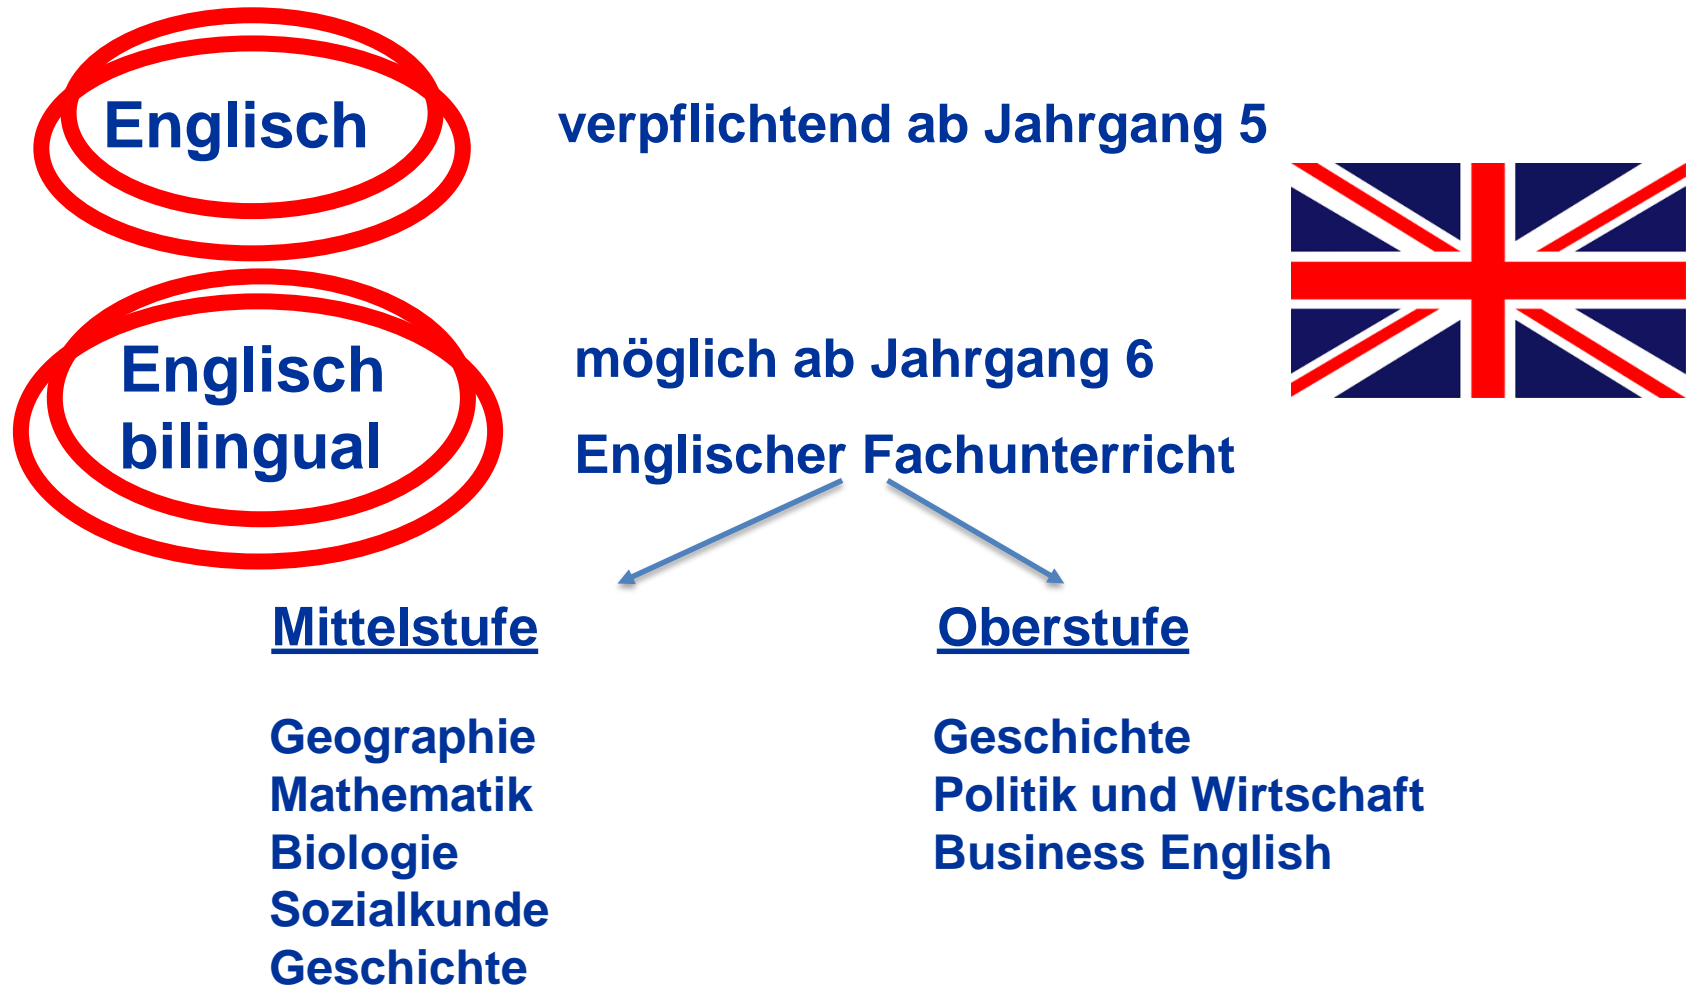 Englisch
verpflichtend ab Jahrgang 5
Englisch
bilingual
möglich ab Jahrgang 6
Englischer Fachunterricht
Mittelstufe
Geographie
Mathematik
Biologie
Sozialkunde
Geschichte
Oberstufe
Geschichte
Politik und Wirtschaft
Business English